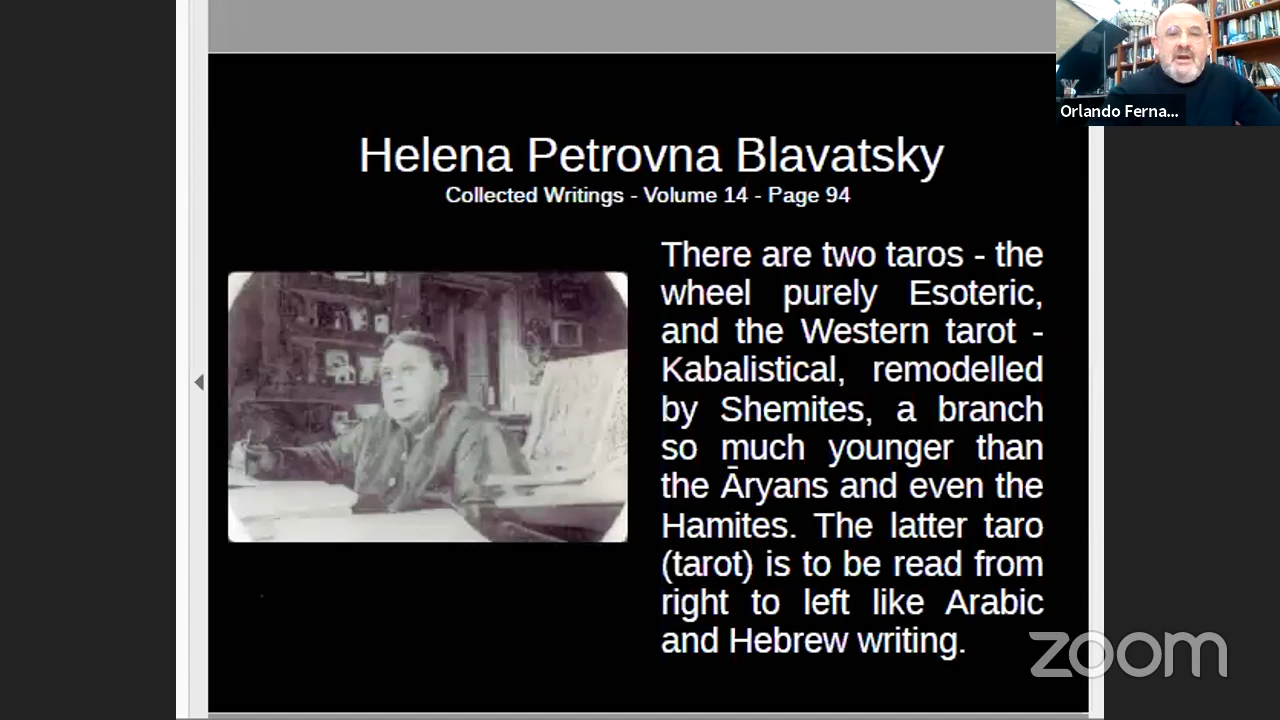 Orlando Ferna...
Helena Petrovna Blavatsky
Collected Writings - Volume 14 - Page 94
There are two taros - the
wheel purely Esoteric,
and the Western tarot -
Kabalistical, remodelled
by Shemites, a branch
so much younger than
the Āryans and even the
Hamites. The latter taro
(tarot) is to be read from
right to left like Arabic
and Hebrew writing.
zoom